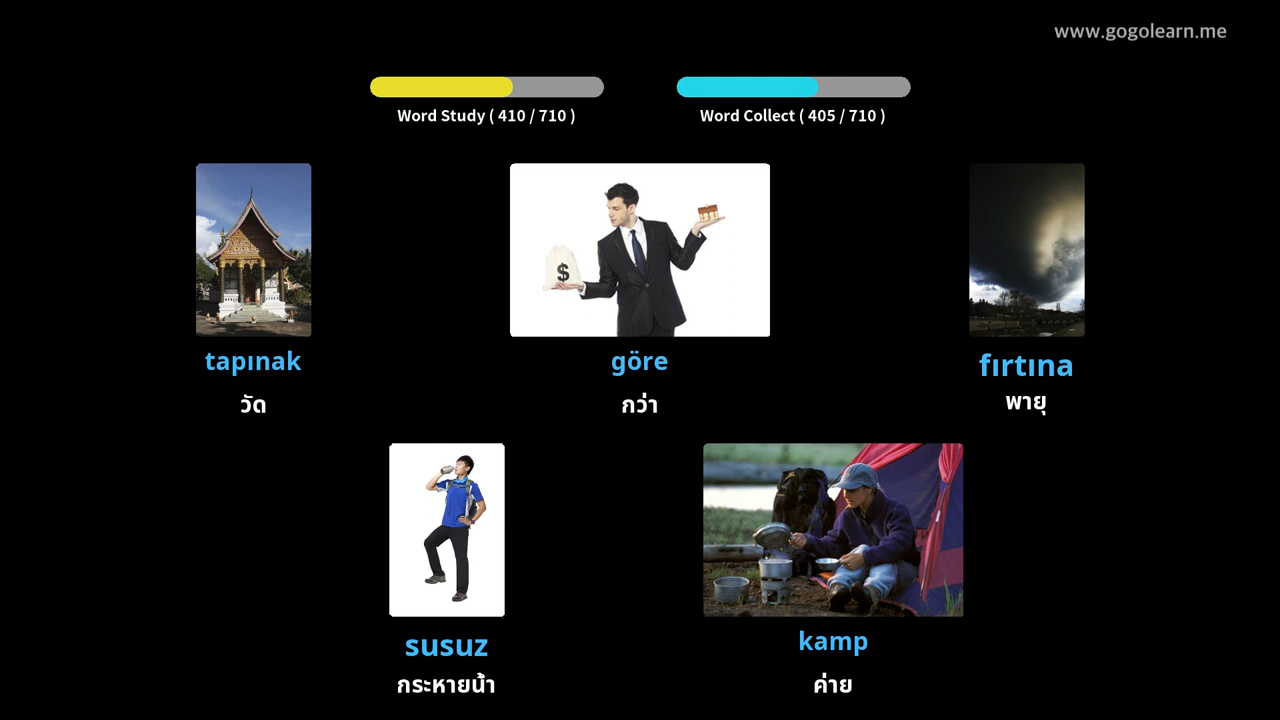 www.gogolearn.me
Word Study ( 410 / 710 )
Word Collect ( 405 / 710 )
$
tapınak
göre
fırtına
วัด
กว่า
พายุ
susuz
kamp
กระหายน้ำ
ค่าย